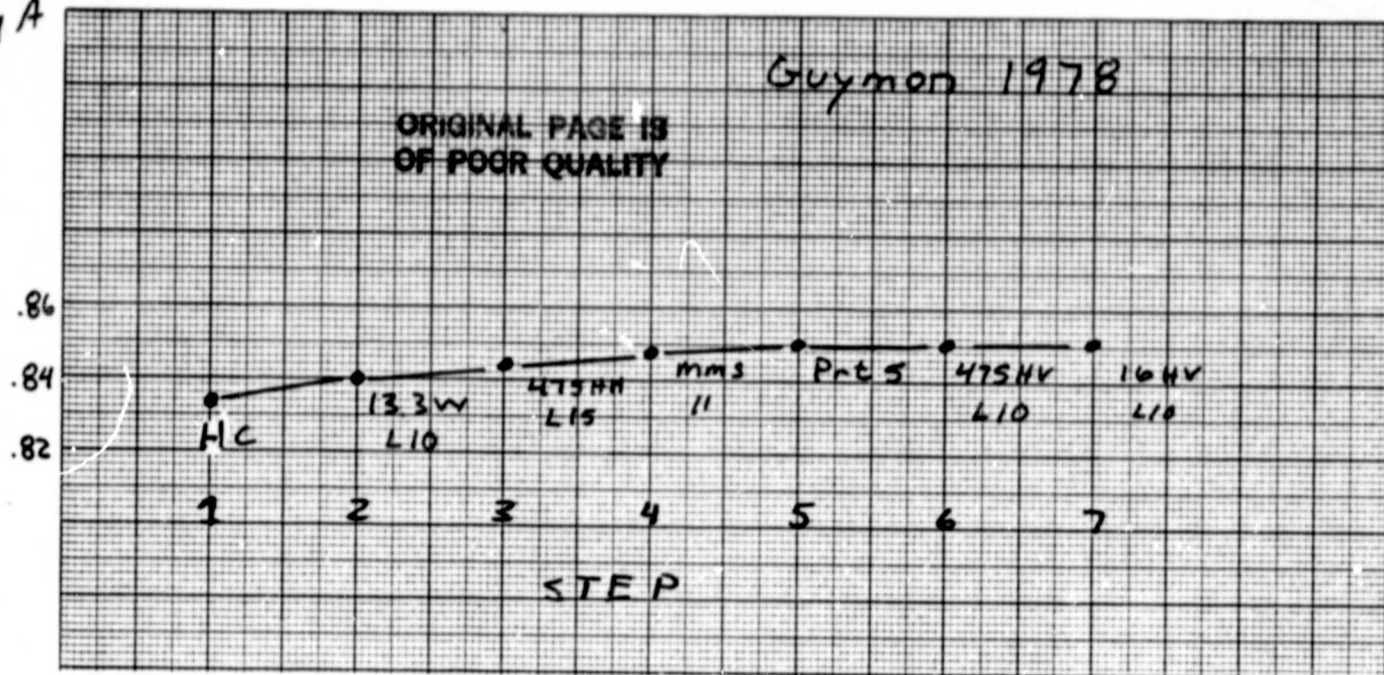 A
Guymon 1978
ORIGINAL PAGE IS
OF POOR QUALITY
.86
.84
.82
HC
13.3W
L10
475HH
L15
mms
11
Prt 5
475HV
L10
16HV
L10
1 2 3 4 5 6 7
STEP